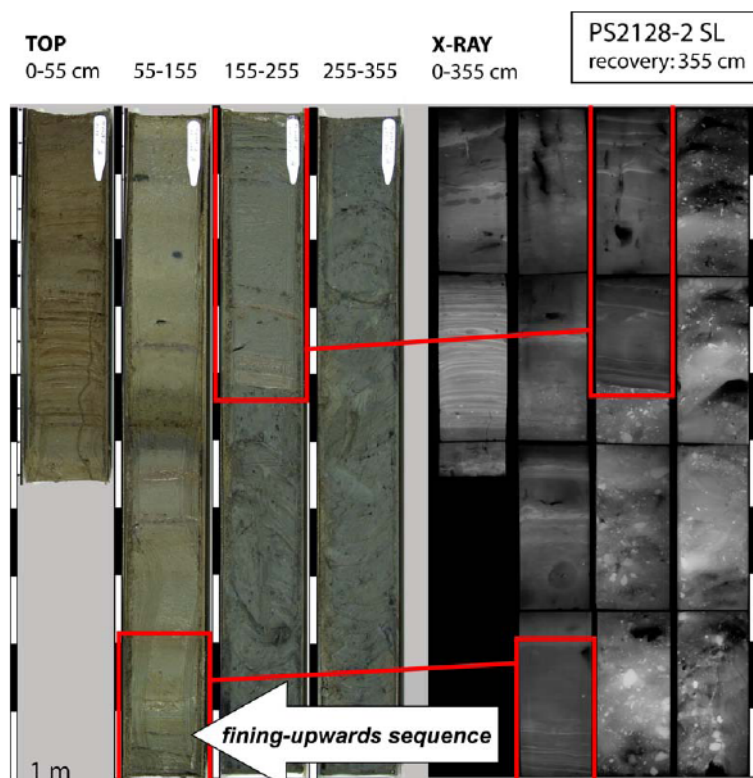 TOP
0-55 cm
55-155
155-255
255-355
X-RAY
0-355 cm
PS2128-2 SL
recovery: 355 cm
fining-upwards sequence
1 m